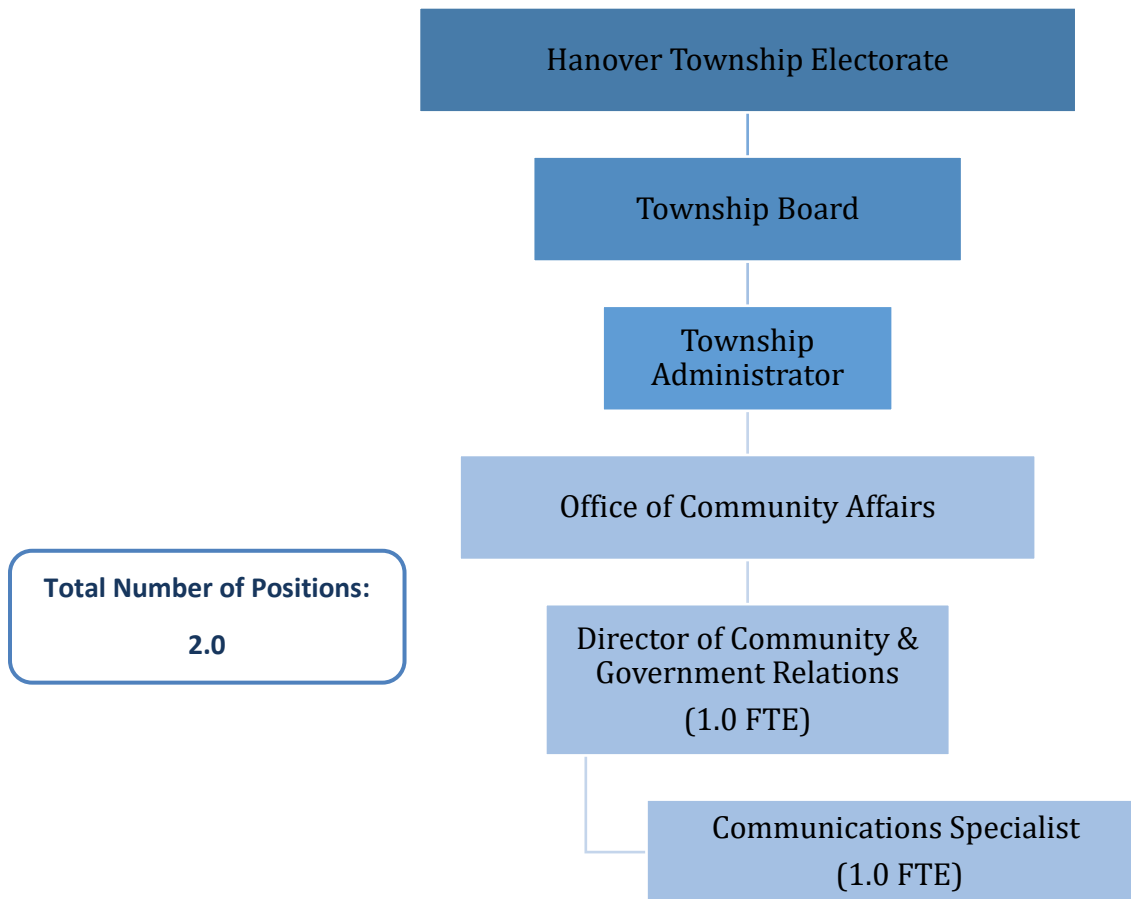 Hanover Township Electorate
Township Board
Township
Administrator
Office of Community Affairs
Total Number of Positions:
2.0
Director of Community &
Government Relations
(1.0 FTE)
Communications Specialist
(1.0 FTE)